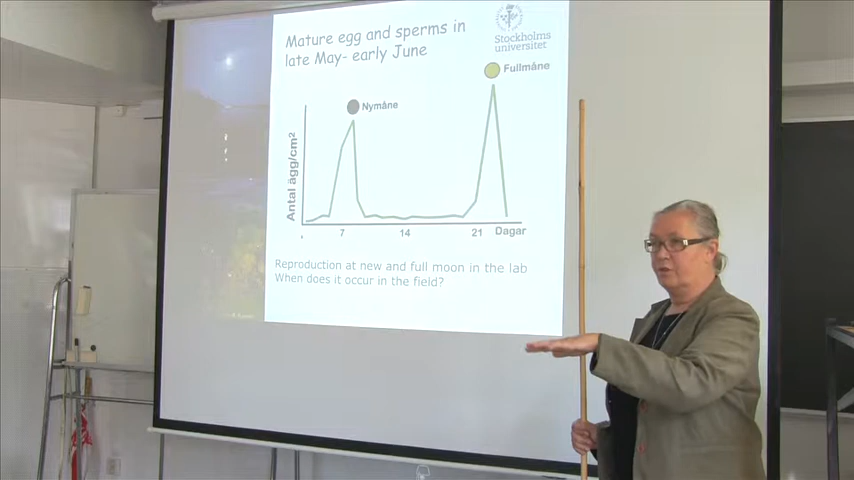 Mature egg and sperms in
late May- early June
Stockholms
universitet
Fullmåne
Nymåne
Antal ägg/cm²
7
14
21
Dagar
Reproduction at new and full moon in the lab
When does it occur in the field?